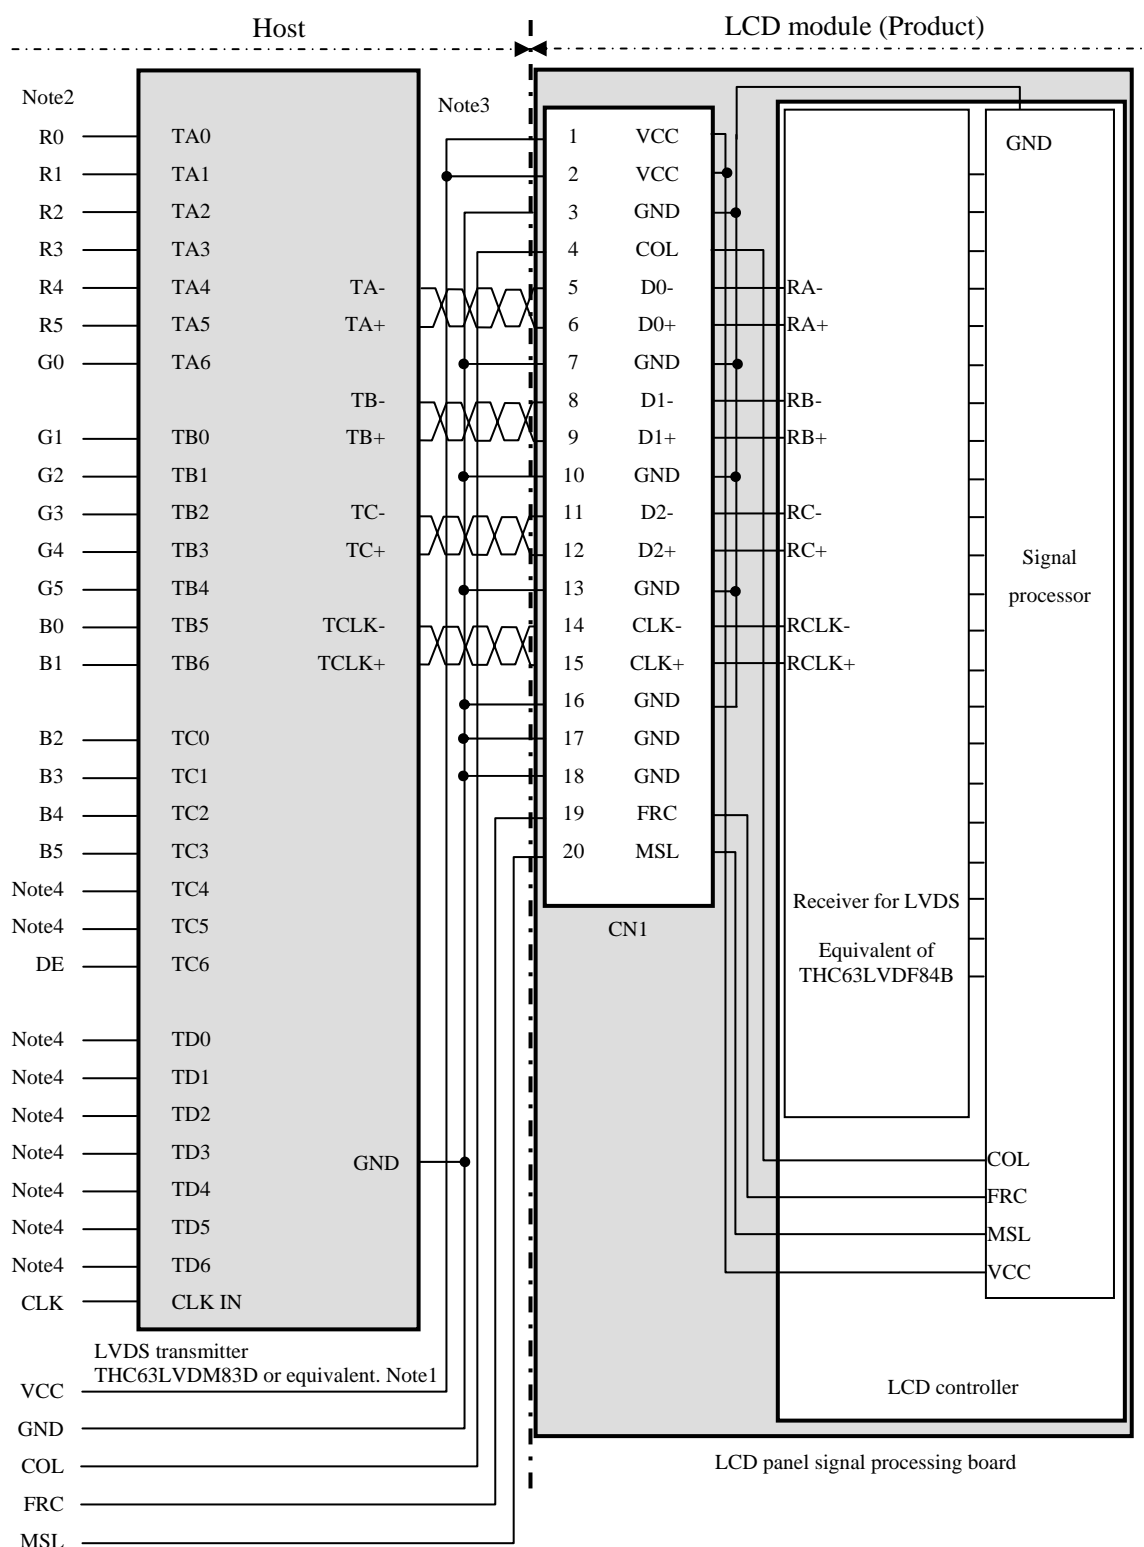 Host
LCD module (Product)
Note2
Note3
R0 TA0
R1 TA1
R2 TA2
R3 TA3
R4 TA4 TA-
R5 TA5 TA+
G0 TA6
TB-
G1 TB0 TB+
G2 TB1
G3 TB2 TC-
G4 TB3 TC+
G5 TB4
B0 TB5 TCLK-
B1 TB6 TCLK+
B2 TC0
B3 TC1
B4 TC2
B5 TC3
Note4 TC4
Note4 TC5
DE TC6
Note4 TD0
Note4 TD1
Note4 TD2
Note4 TD3 GND
Note4 TD4
Note4 TD5
Note4 TD6
CLK CLK IN
LVDS transmitter
THC63LVDM83D or equivalent. Note1
VCC
GND
COL
FRC
MSL
1 VCC
2 VCC
3 GND
4 COL
5 D0- RA-
6 D0+ RA+
7 GND
8 D1- RB-
9 D1+ RB+
10 GND
11 D2- RC-
12 D2+ RC+
13 GND
14 CLK- RCLK-
15 CLK+ RCLK+
16 GND
17 GND
18 GND
19 FRC
20 MSL
CN1
Receiver for LVDS
Equivalent of
THC63LVDF84B
GND
Signal
processor
COL
FRC
MSL
VCC
LCD controller
LCD panel signal processing board